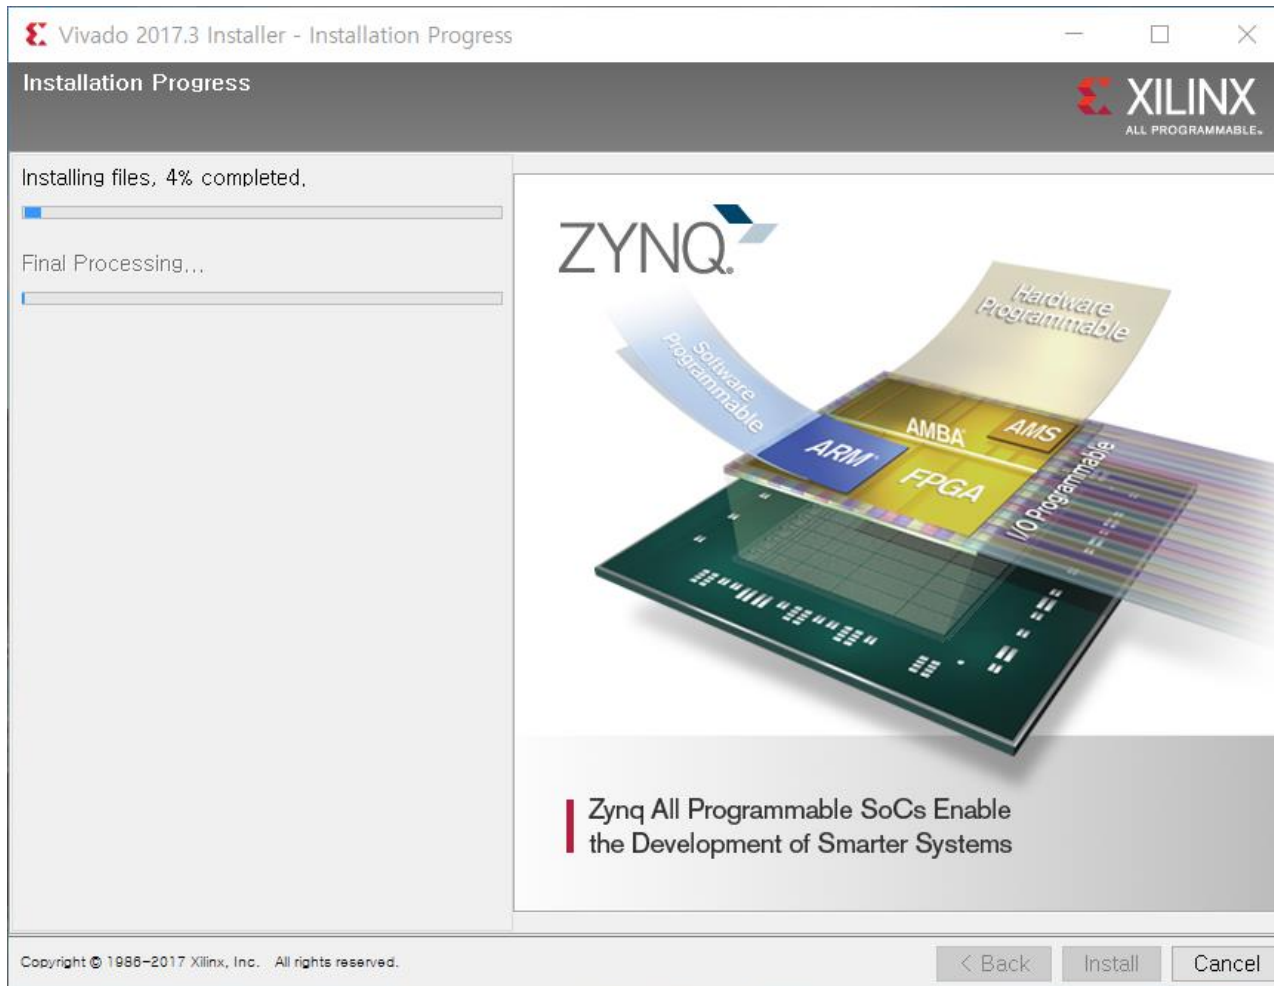 Vivado 2017.3 Installer - Installation Progress
Installation Progress
XILINX
ALL PROGRAMMABLE™
Installing files, 4% completed.
Final Processing...
ZYNQ®
Hardware
Programmable
Software
Programmable
AMBA®
AMS
ARM®
FPGA
I/O Programmable
Zynq All Programmable SoCs Enable
the Development of Smarter Systems
Copyright © 1986-2017 Xilinx, Inc. All rights reserved.
< Back
Install
Cancel